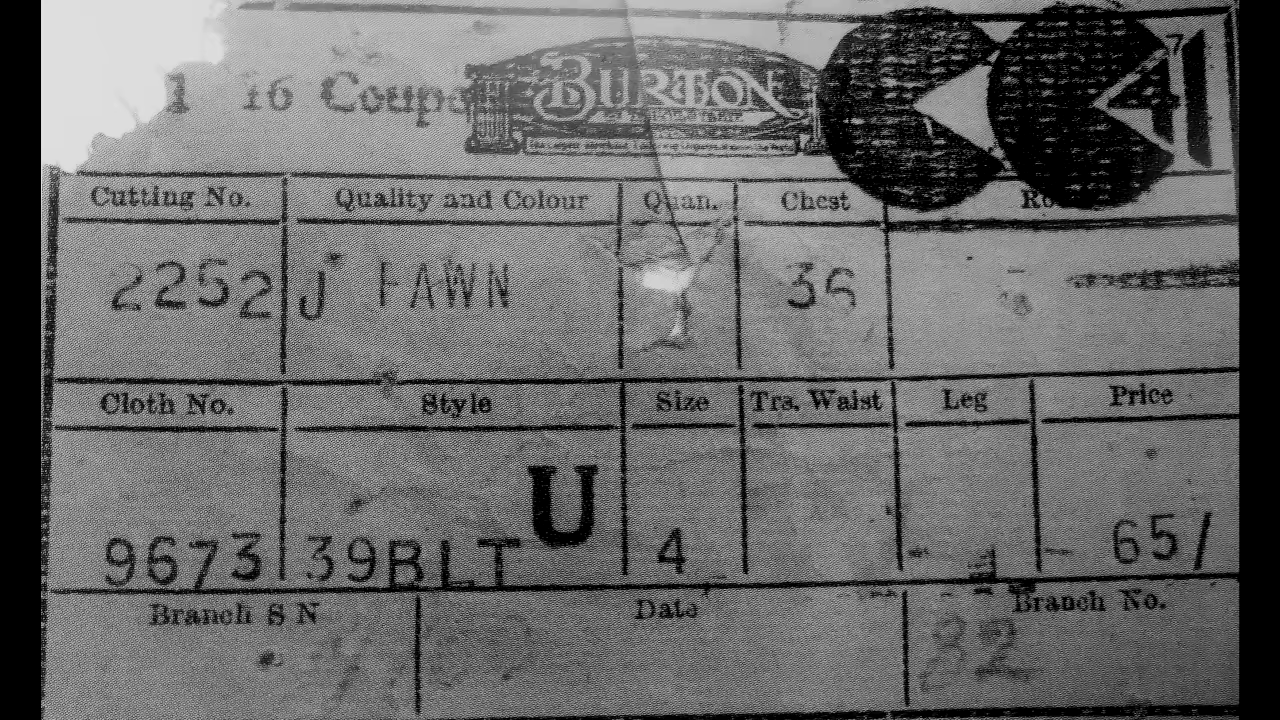 1 16 Coupo
BURTON
Cutting No. Quality and Colour Quan. Chest
2252 J FAWN 36
Cloth No. Style Size Trs. Waist Leg Price
9673 39BLT U 4 65/
Branch S N Date Branch No.
82